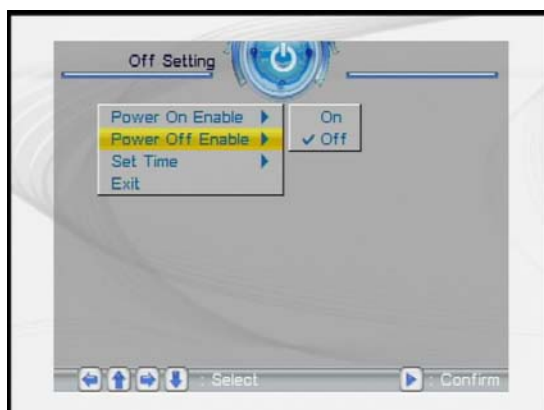 Off Setting
Power On Enable
On
Power Off Enable
Off
Set Time
Exit
: Select
: Confirm